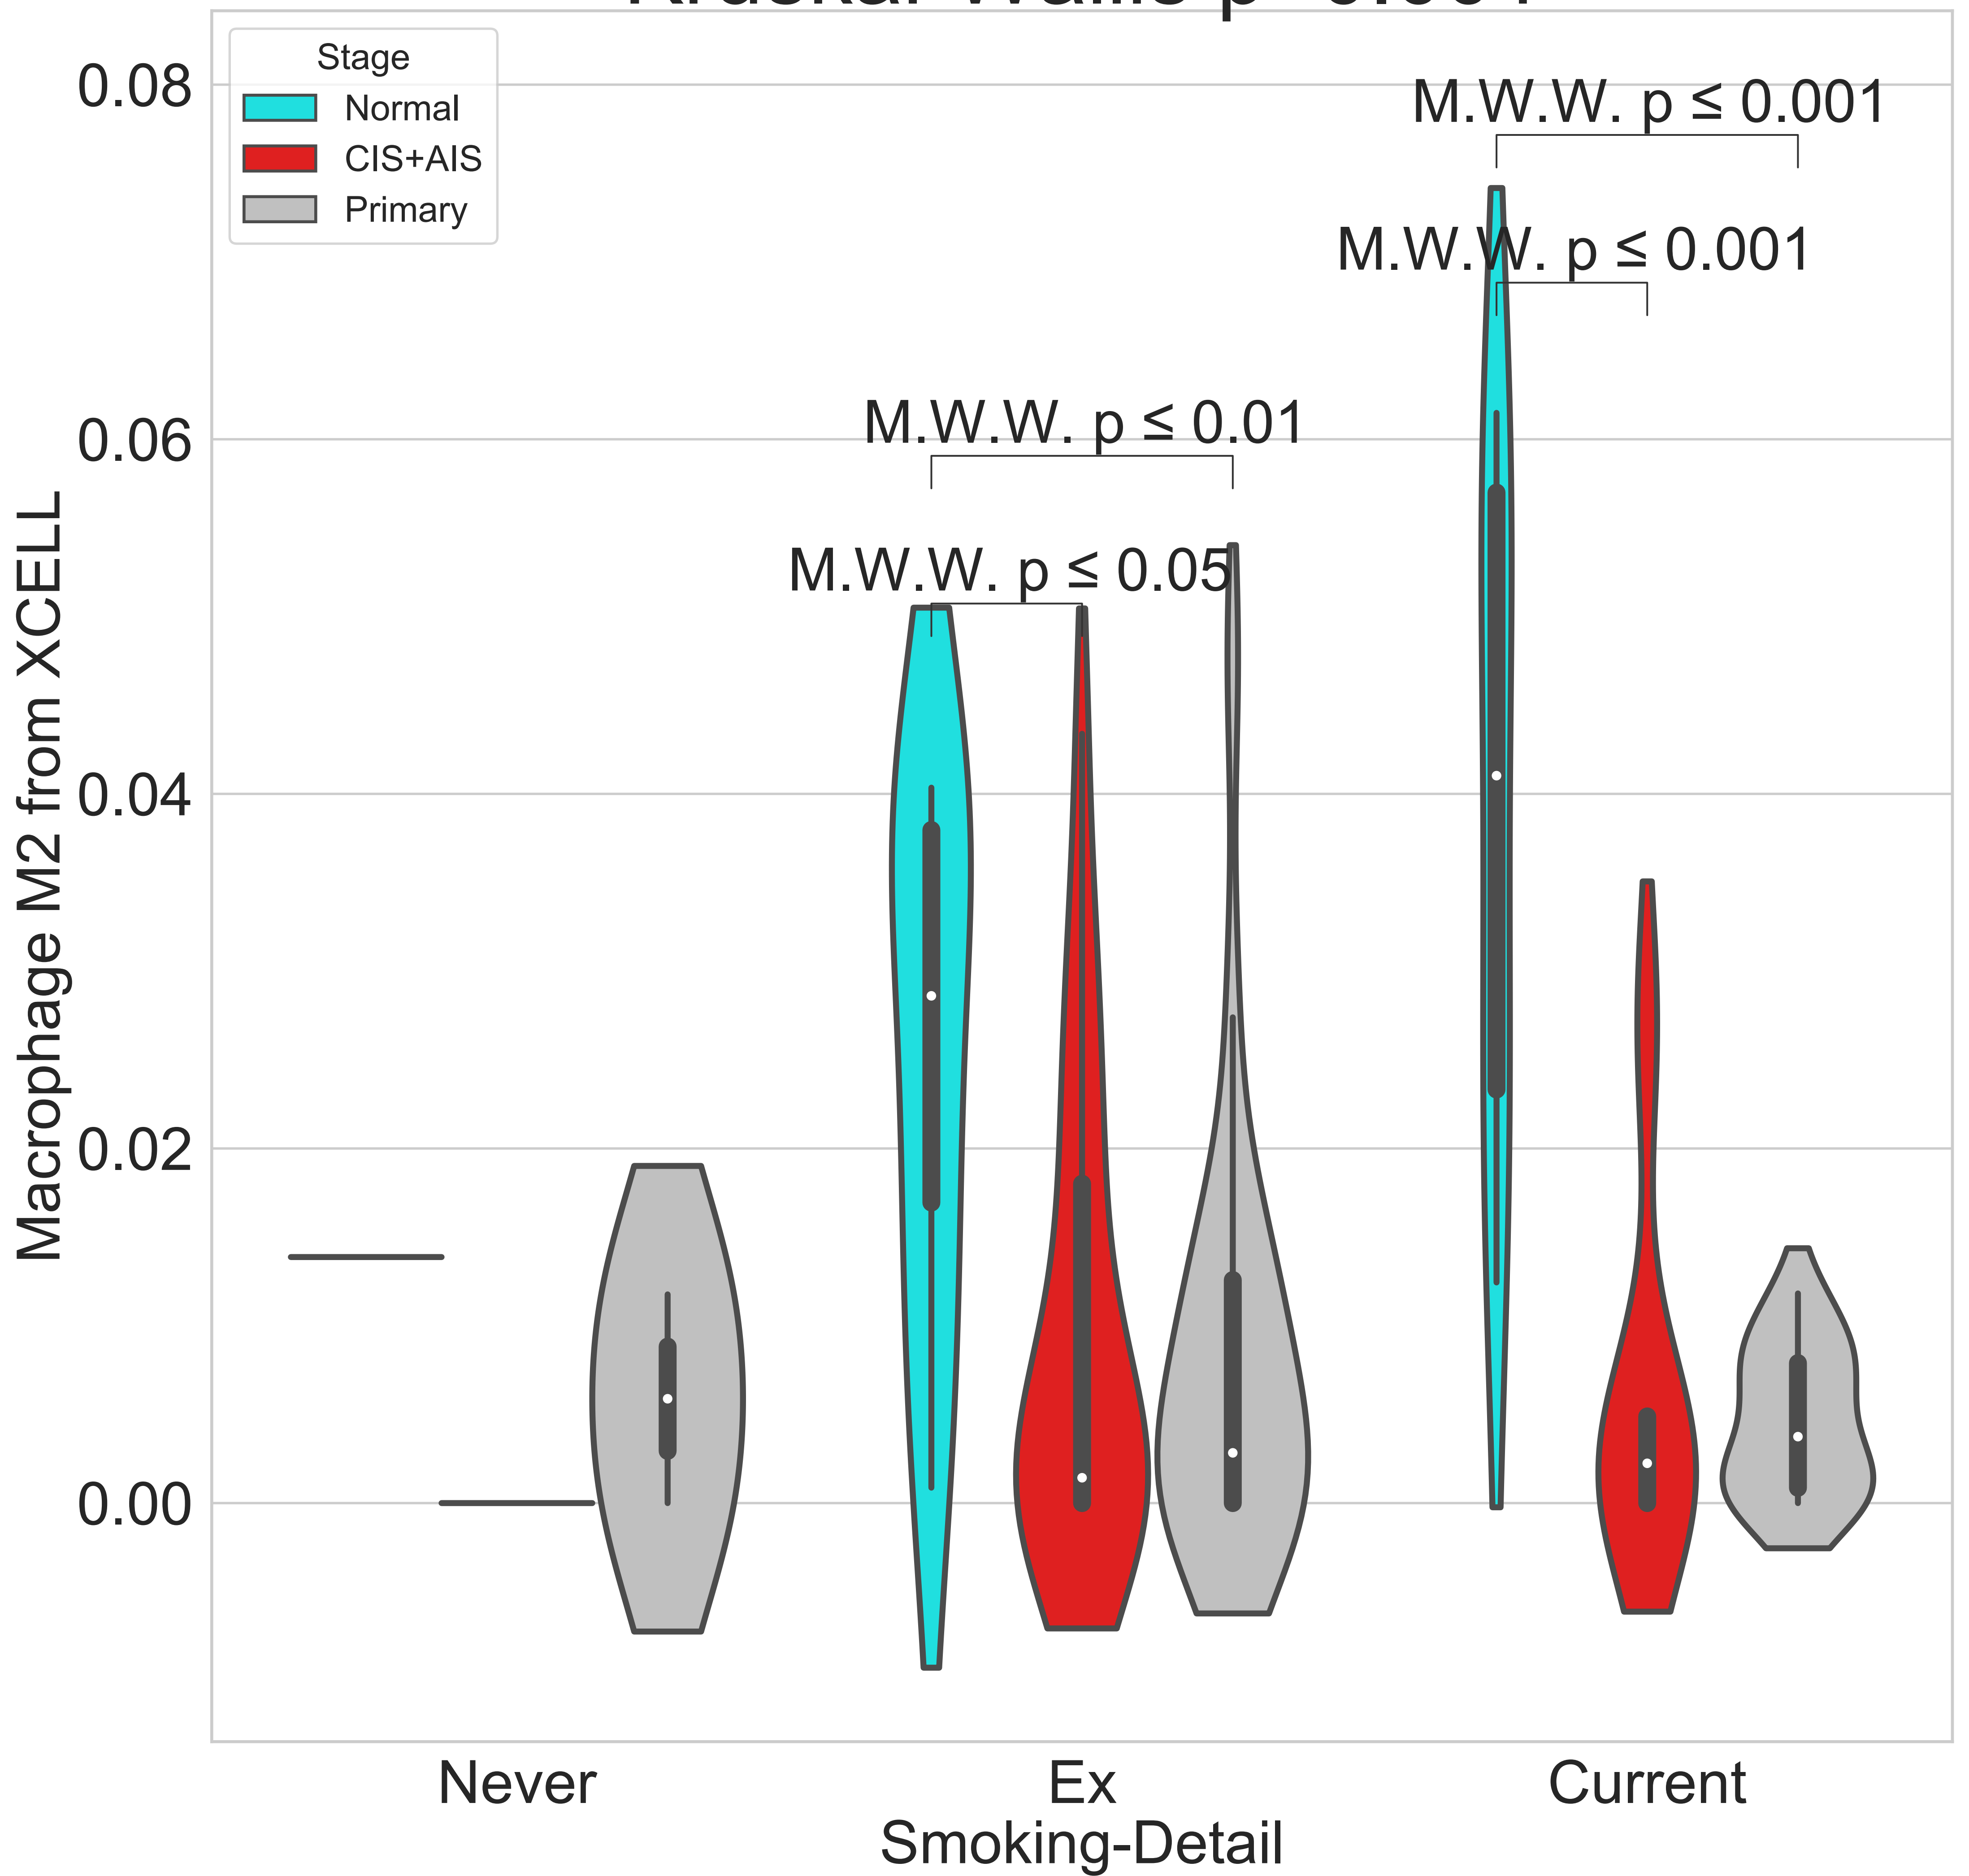 Stage
Normal
CIS+AIS
Primary
0.08
0.06
0.04
0.02
0.00
Macrophage M2 from XCELL
M.W.W. p ≤ 0.001
M.W.W. p ≤ 0.001
M.W.W. p ≤ 0.01
M.W.W. p ≤ 0.05
Never
Ex
Current
Smoking-Detail